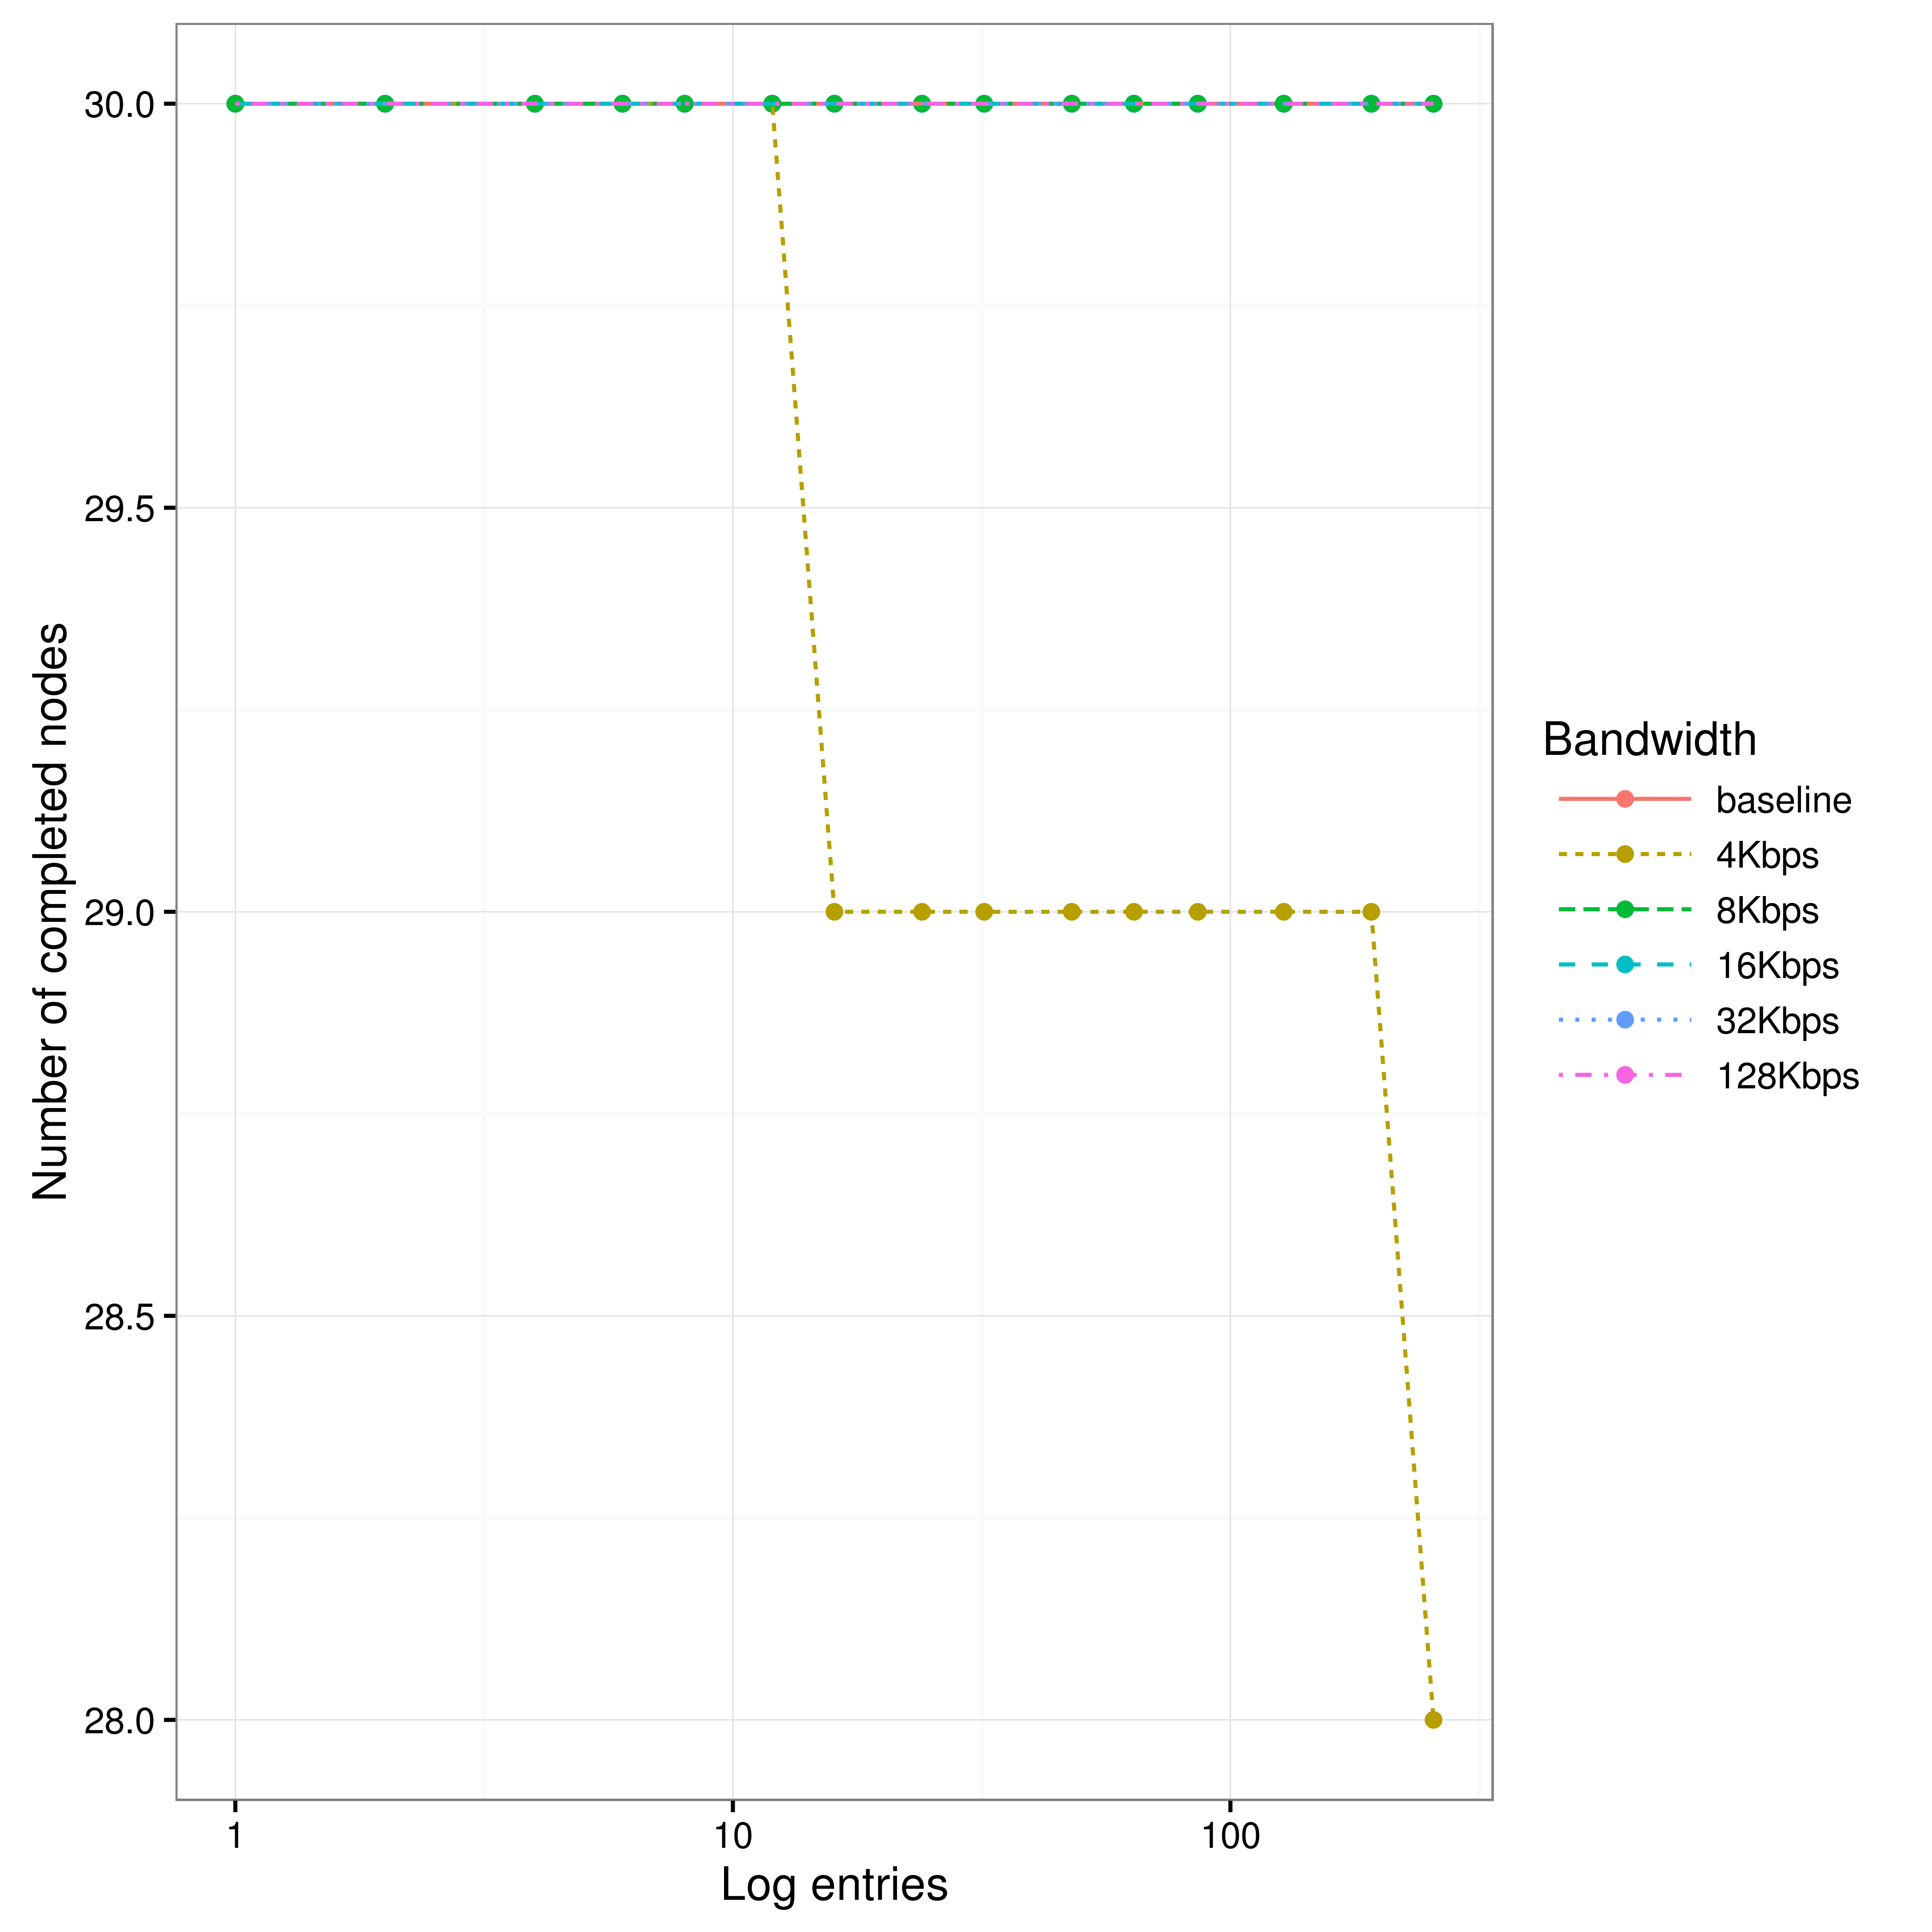 30.0
29.5
29.0
28.5
28.0
Number of completed nodes
1
10
100
Log entries
Bandwidth
baseline
4Kbps
8Kbps
16Kbps
32Kbps
128Kbps